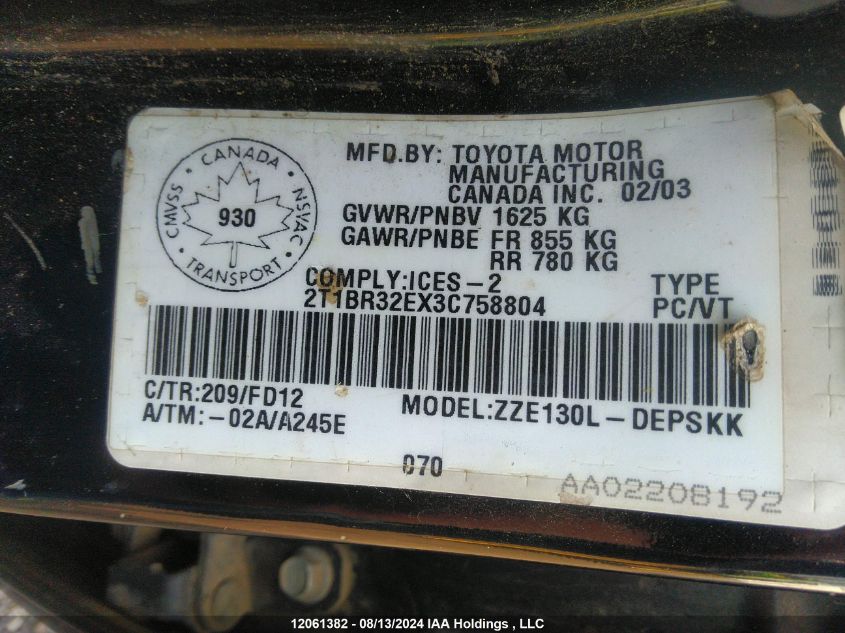 CANADA
CMVSS
930
NSVAC
TRANSPORT
MFD.BY: TOYOTA MOTOR
MANUFACTURING
CANADA INC. 02/03
GVWR/PNBV 1625 KG
GAWR/PNBE FR 855 KG
RR 780 KG
COMPLY:ICES-2 TYPE
2T1BR32EX3C758804 PC/VT
C/TR:209/FD12
A/TM:-02A/A245E MODEL:ZZE130L-DEPSKK
070
AA02208192
12061382 - 08/13/2024 IAA Holdings , LLC